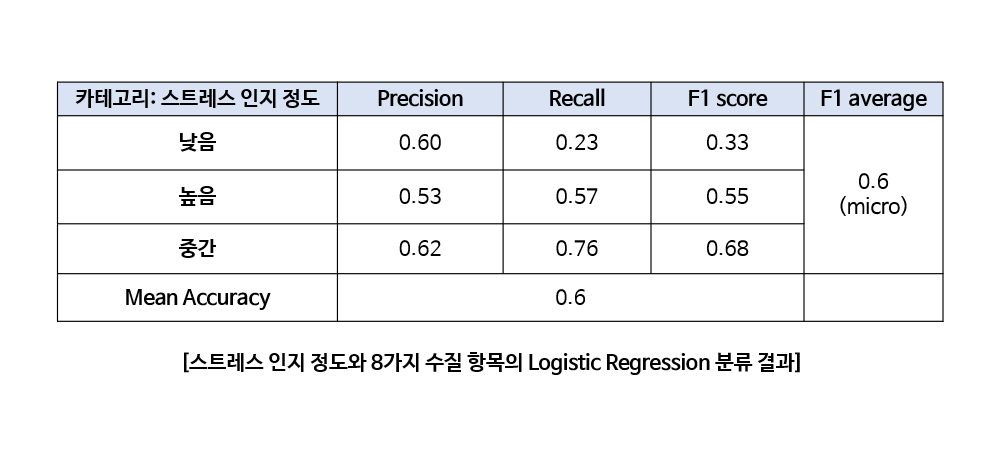 카테고리: 스트레스 인지 정도 Precision Recall F1 score F1 average
낮음 0.60 0.23 0.33
높음 0.53 0.57 0.55
0.6
(micro)
중간 0.62 0.76 0.68
Mean Accuracy 0.6
[스트레스 인지 정도와 8가지 수질 항목의 Logistic Regression 분류 결과]